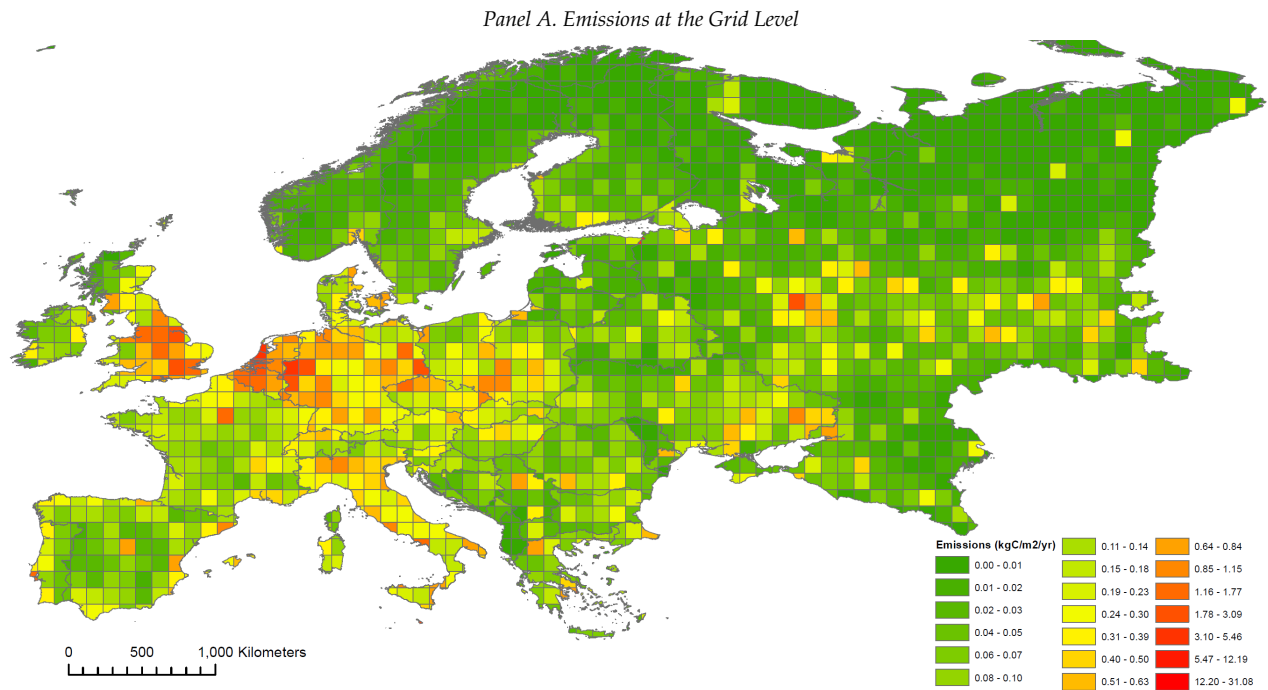 Panel A. Emissions at the Grid Level
Emissions (kgC/m2/yr)
0.00 - 0.01
0.01 - 0.02
0.02 - 0.03
0.04 - 0.05
0.06 - 0.07
0.08 - 0.10
0.11 - 0.14
0.15 - 0.18
0.19 - 0.23
0.24 - 0.30
0.31 - 0.39
0.40 - 0.50
0.51 - 0.63
0.64 - 0.84
0.85 - 1.15
1.16 - 1.77
1.78 - 3.09
3.10 - 5.46
5.47 - 12.19
12.20 - 31.08
0 500 1,000 Kilometers